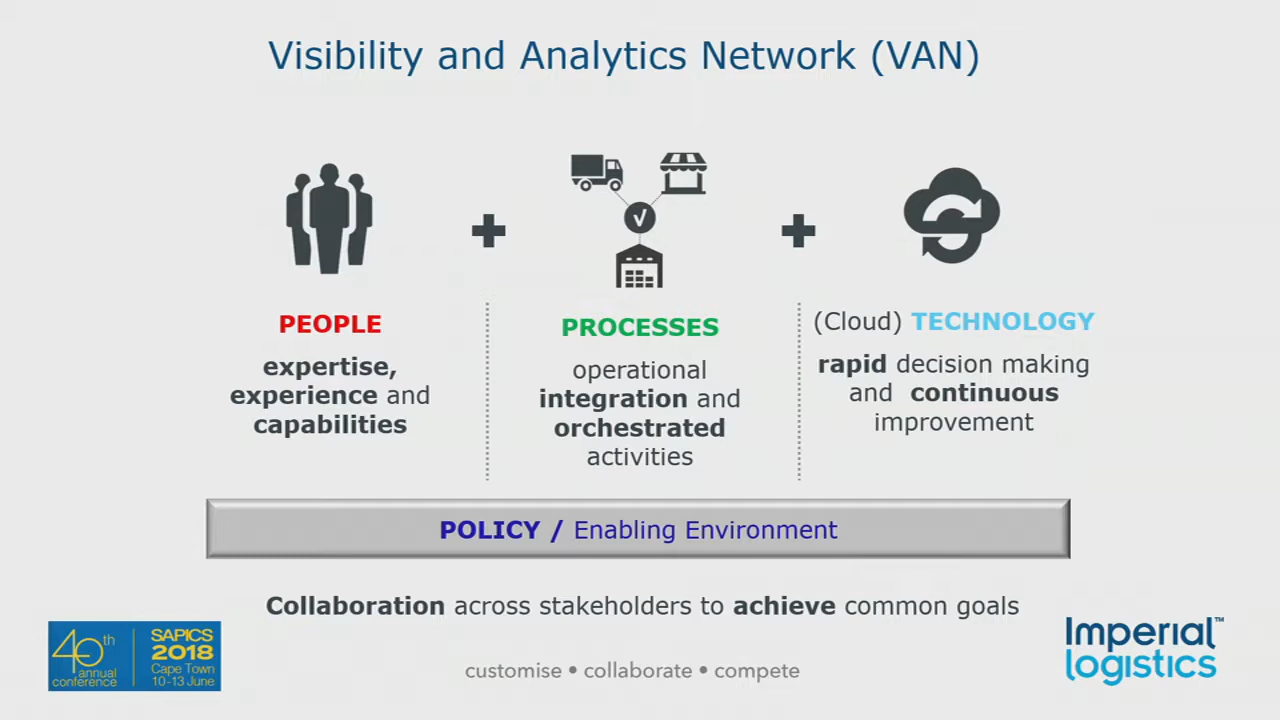 Visibility and Analytics Network (VAN)
PEOPLE
expertise,
experience and
capabilities
PROCESSES
operational
integration and
orchestrated
activities
(Cloud) TECHNOLOGY
rapid decision making
and continuous
improvement
POLICY / Enabling Environment
Collaboration across stakeholders to achieve common goals
40th
annual
conference
SAPICS
2018
Cape Town
10-13 June
customise • collaborate • compete
Imperial™
logistics